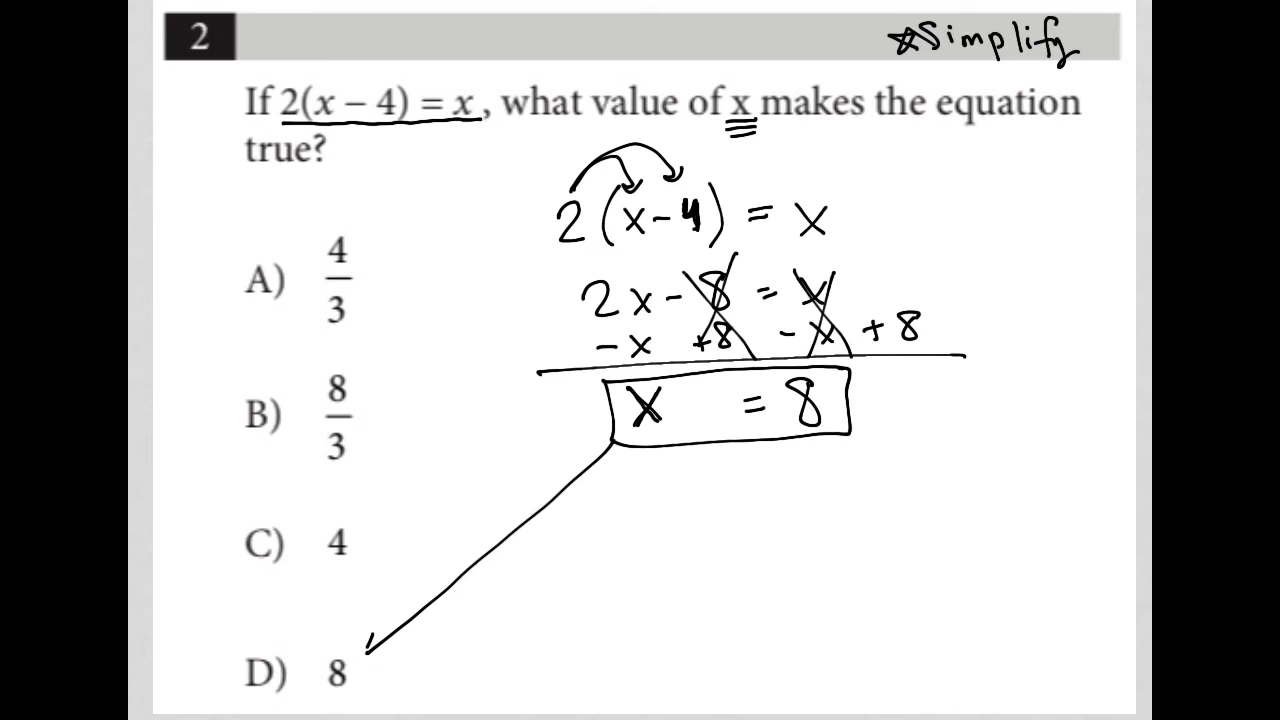 2
☆Simplify
If 2(x – 4) = x, what value of x makes the equation
true?
2(x-4) = x
2x-8 = x
-x +8 -x +8
x = 8
A) 4/3
B) 8/3
C) 4
D) 8